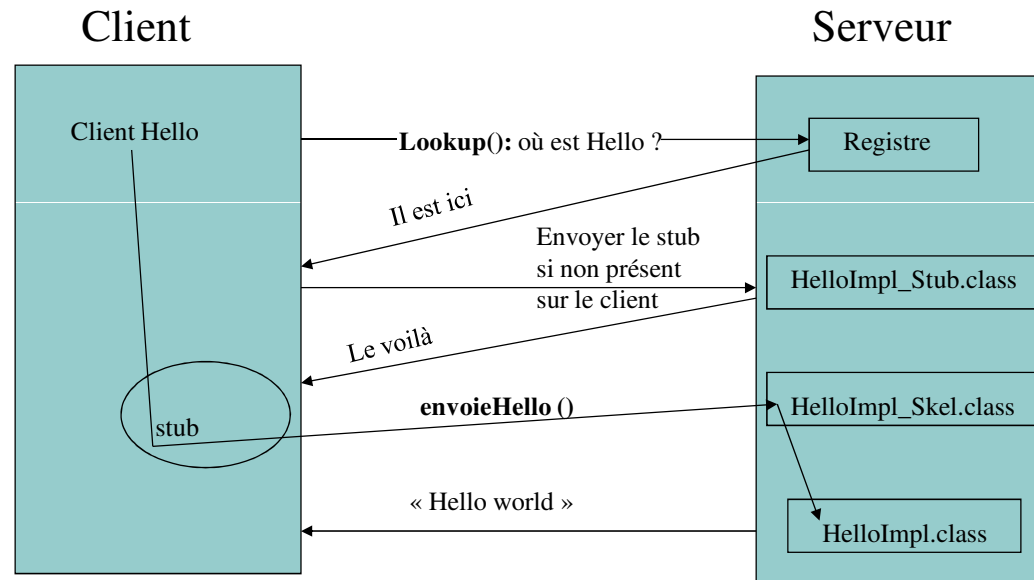 Client
Serveur
Client Hello
Lookup(): où est Hello ?
Registre
Il est ici
Envoyer le stub
si non présent
sur le client
HelloImpl_Stub.class
Le voilà
envoieHello ()
HelloImpl_Skel.class
stub
« Hello world »
HelloImpl.class